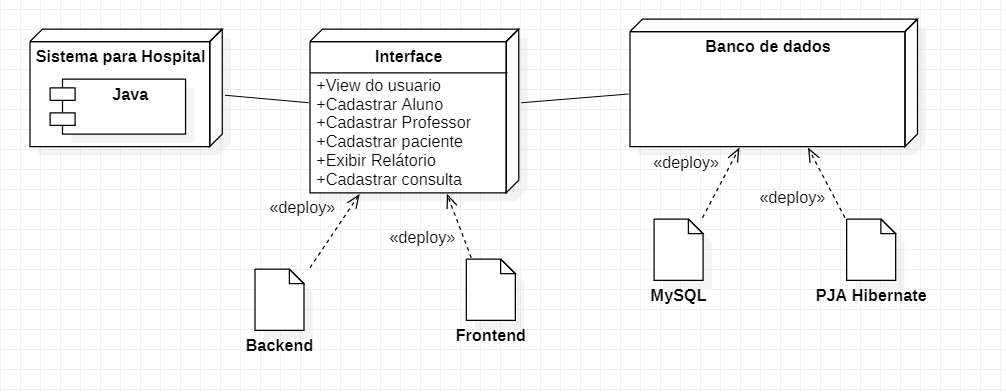 Sistema para Hospital
Java
Interface
+View do usuario
+Cadastrar Aluno
+Cadastrar Professor
+Cadastrar paciente
+Exibir Relátorio
+Cadastrar consulta
Banco de dados
«deploy»
«deploy»
«deploy»
«deploy»
Backend
Frontend
MySQL
PJA Hibernate